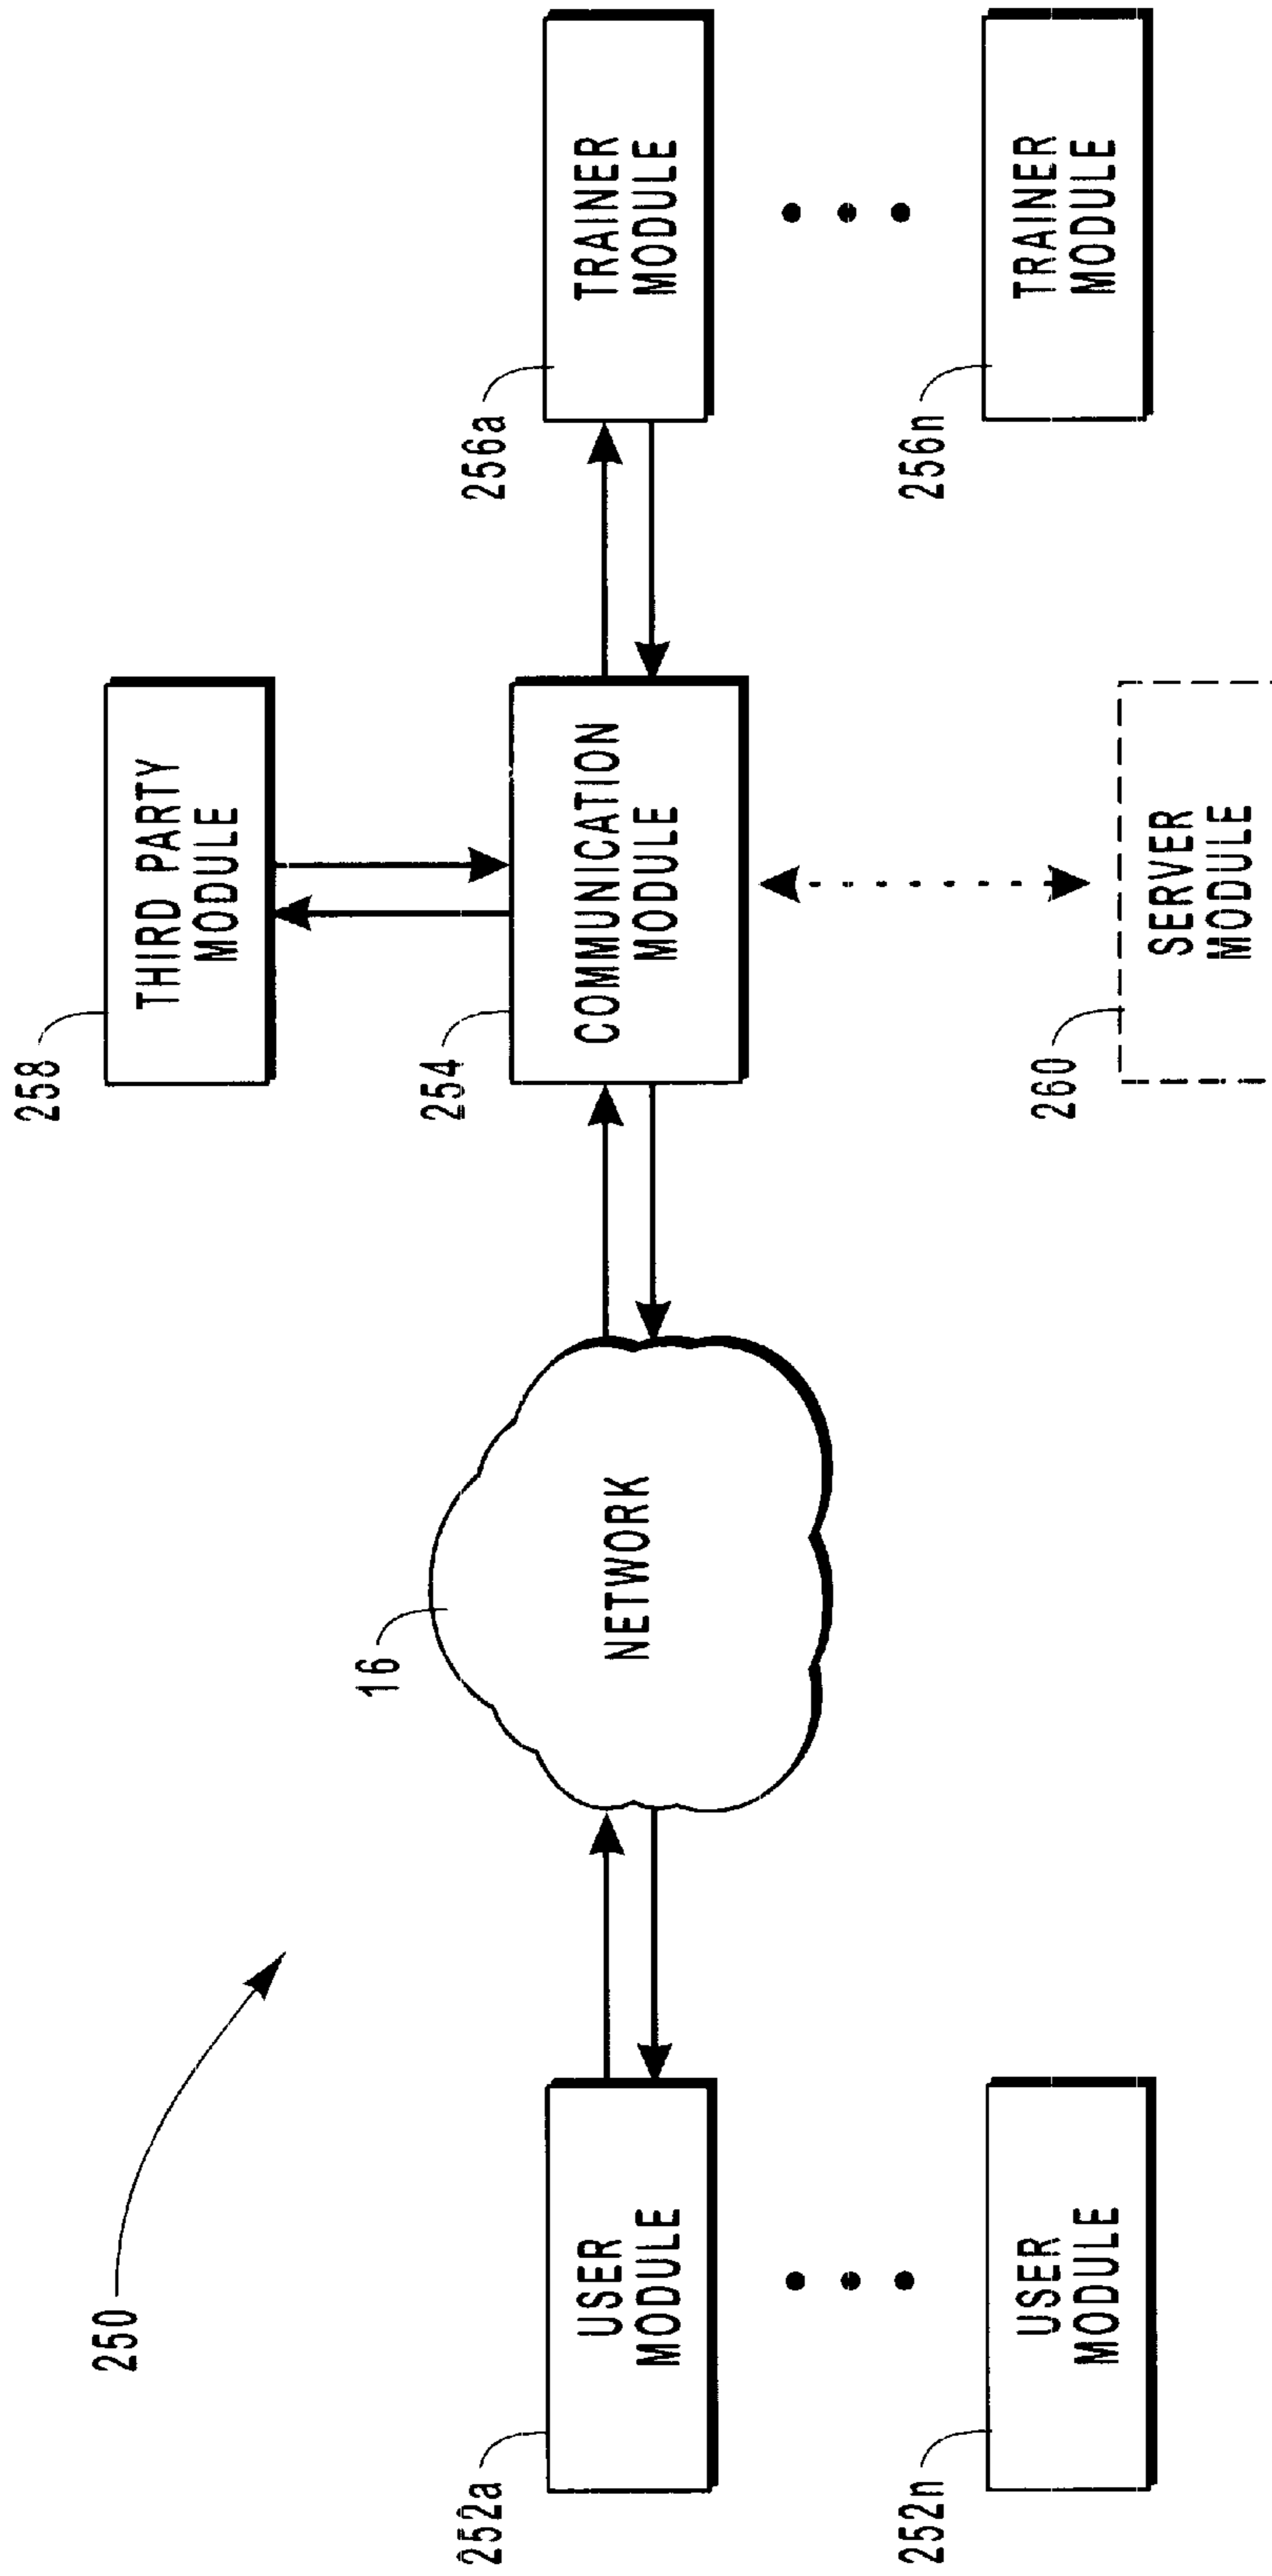 250
258
THIRD PARTY
MODULE
252a
USER
MODULE
16
NETWORK
254
COMMUNICATION
MODULE
256a
TRAINER
MODULE
252n
USER
MODULE
260
SERVER
MODULE
256n
TRAINER
MODULE